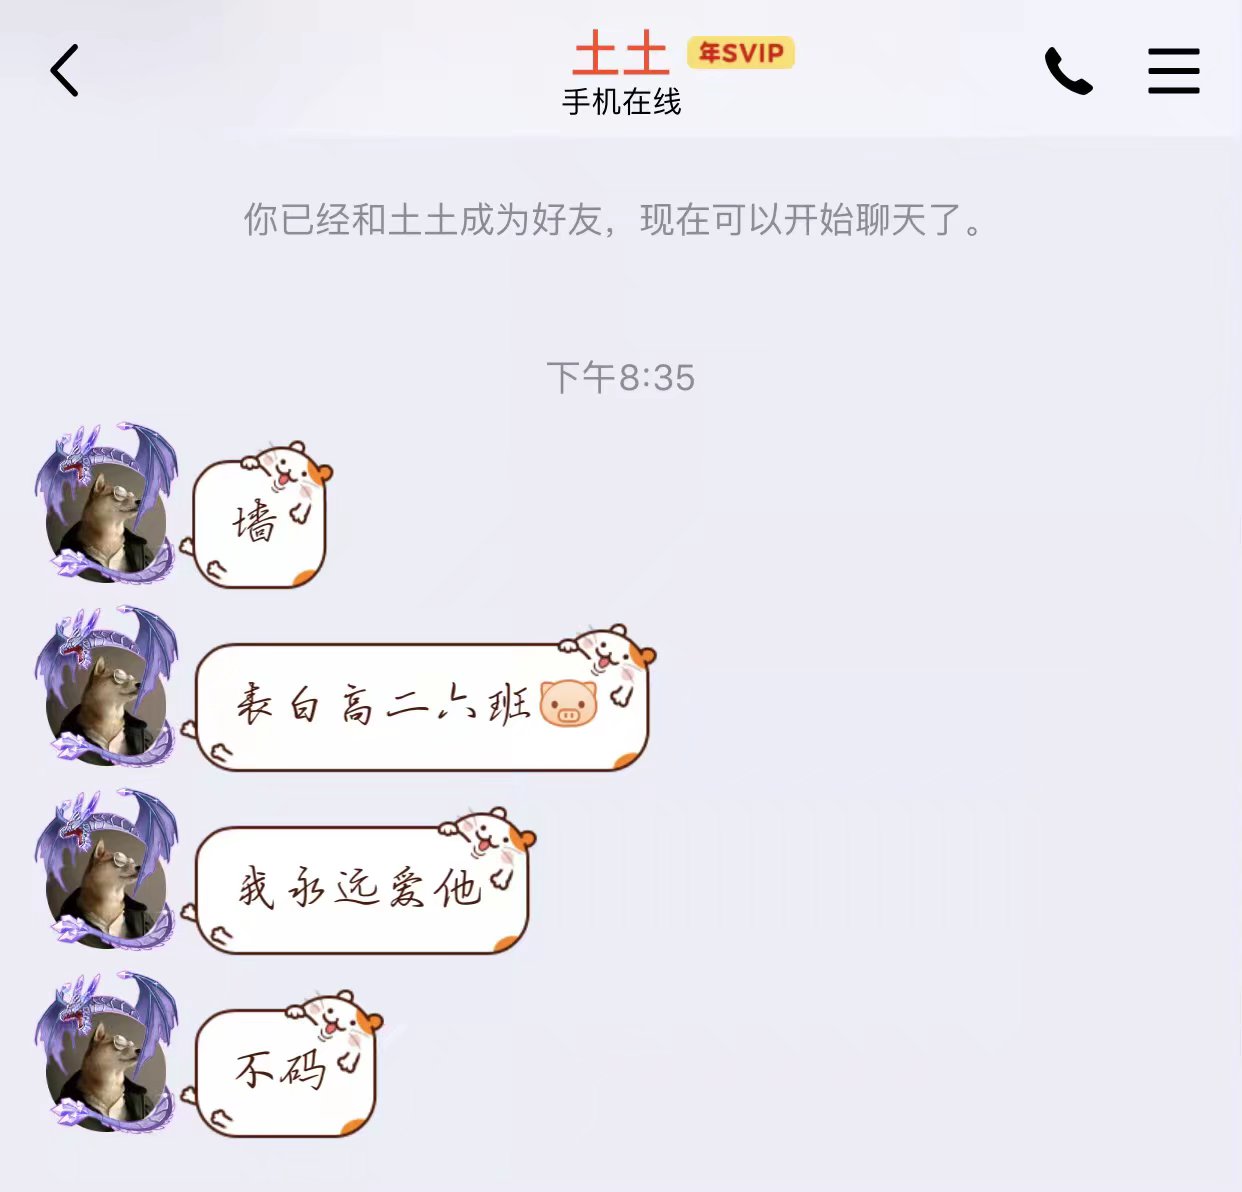 土土 年SVIP
手机在线
你已经和土土成为好友，现在可以开始聊天了。
下午8:35
墙
表白高二六班🐷
我永远爱他
不码